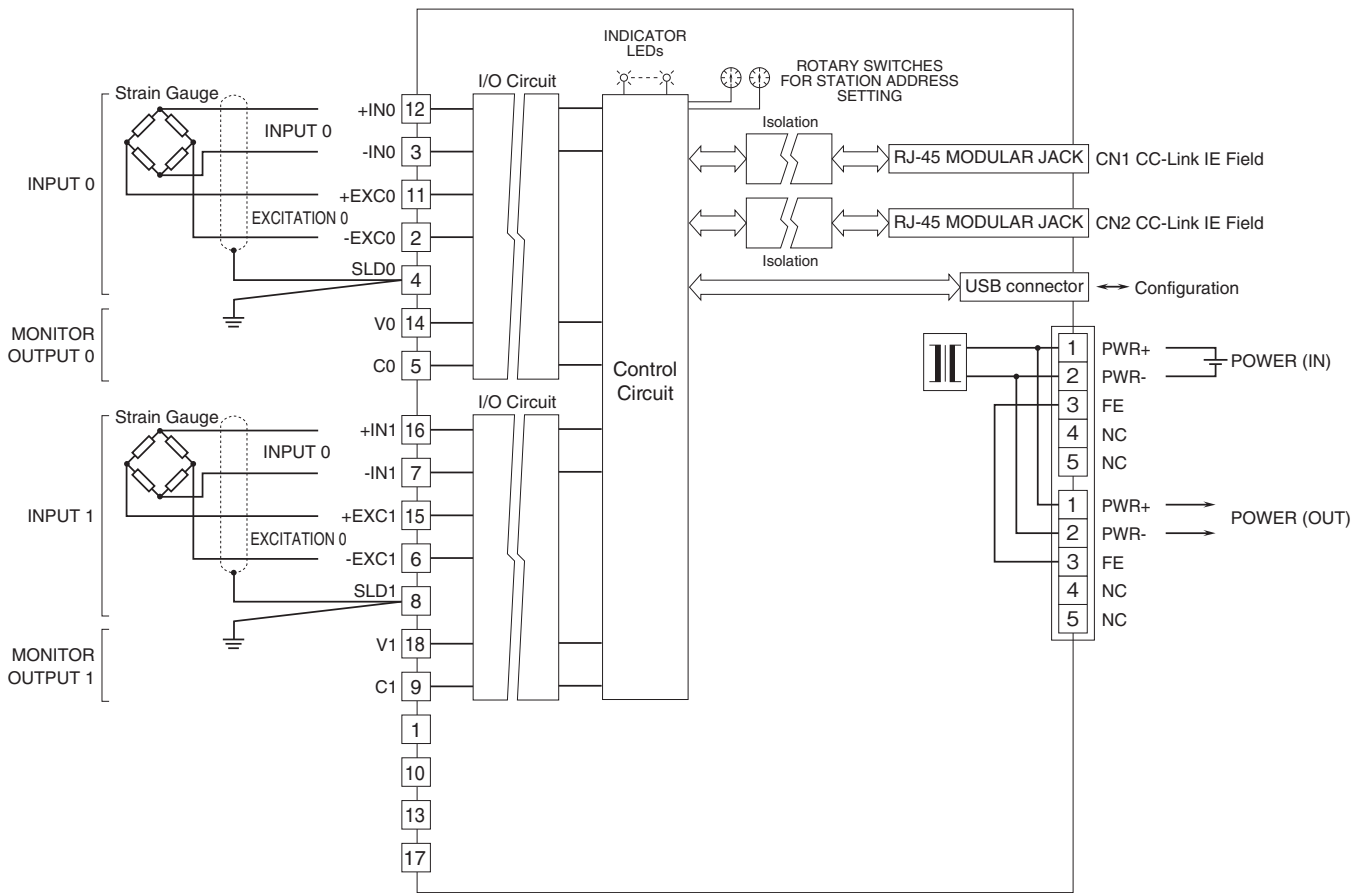 INDICATOR
LEDs
ROTARY SWITCHES
FOR STATION ADDRESS
SETTING
I/O Circuit
Strain Gauge
INPUT 0
+IN0 12
INPUT 0
-IN0 3
+EXC0 11
EXCITATION 0
-EXC0 2
SLD0
4
MONITOR
OUTPUT 0
V0 14
C0 5
Isolation
RJ-45 MODULAR JACK CN1 CC-Link IE Field
RJ-45 MODULAR JACK CN2 CC-Link IE Field
Isolation
USB connector Configuration
Control
Circuit
1 PWR+
2 PWR-
POWER (IN)
3 FE
4 NC
5 NC
1 PWR+
2 PWR-
POWER (OUT)
3 FE
4 NC
5 NC
I/O Circuit
Strain Gauge
INPUT 1
+IN1 16
INPUT 0
-IN1 7
+EXC1 15
EXCITATION 0
-EXC1 6
SLD1
8
MONITOR
OUTPUT 1
V1 18
C1 9
1
10
13
17